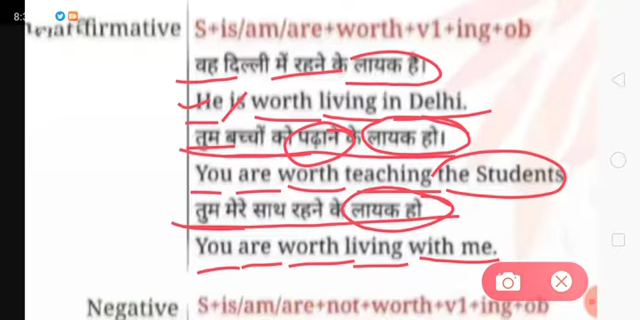 8:3
Affirmative S+is/am/are+worth+v1+ing+ob
वह दिल्ली में रहने के लायक है।
He is worth living in Delhi.
तुम बच्चों को पढ़ाने के लायक हो।
You are worth teaching the Students
तुम मेरे साथ रहने के लायक हो
You are worth living with me.
Negative S+is/am/are+not+worth+v1+ing+ob